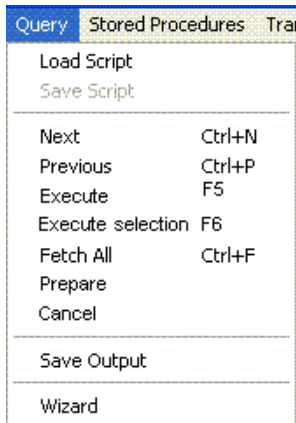 Query Stored Procedures
Load Script
Save Script
Next Ctrl+N
Previous Ctrl+P
Execute F5
Execute selection F6
Fetch All Ctrl+F
Prepare
Cancel
Save Output
Wizard